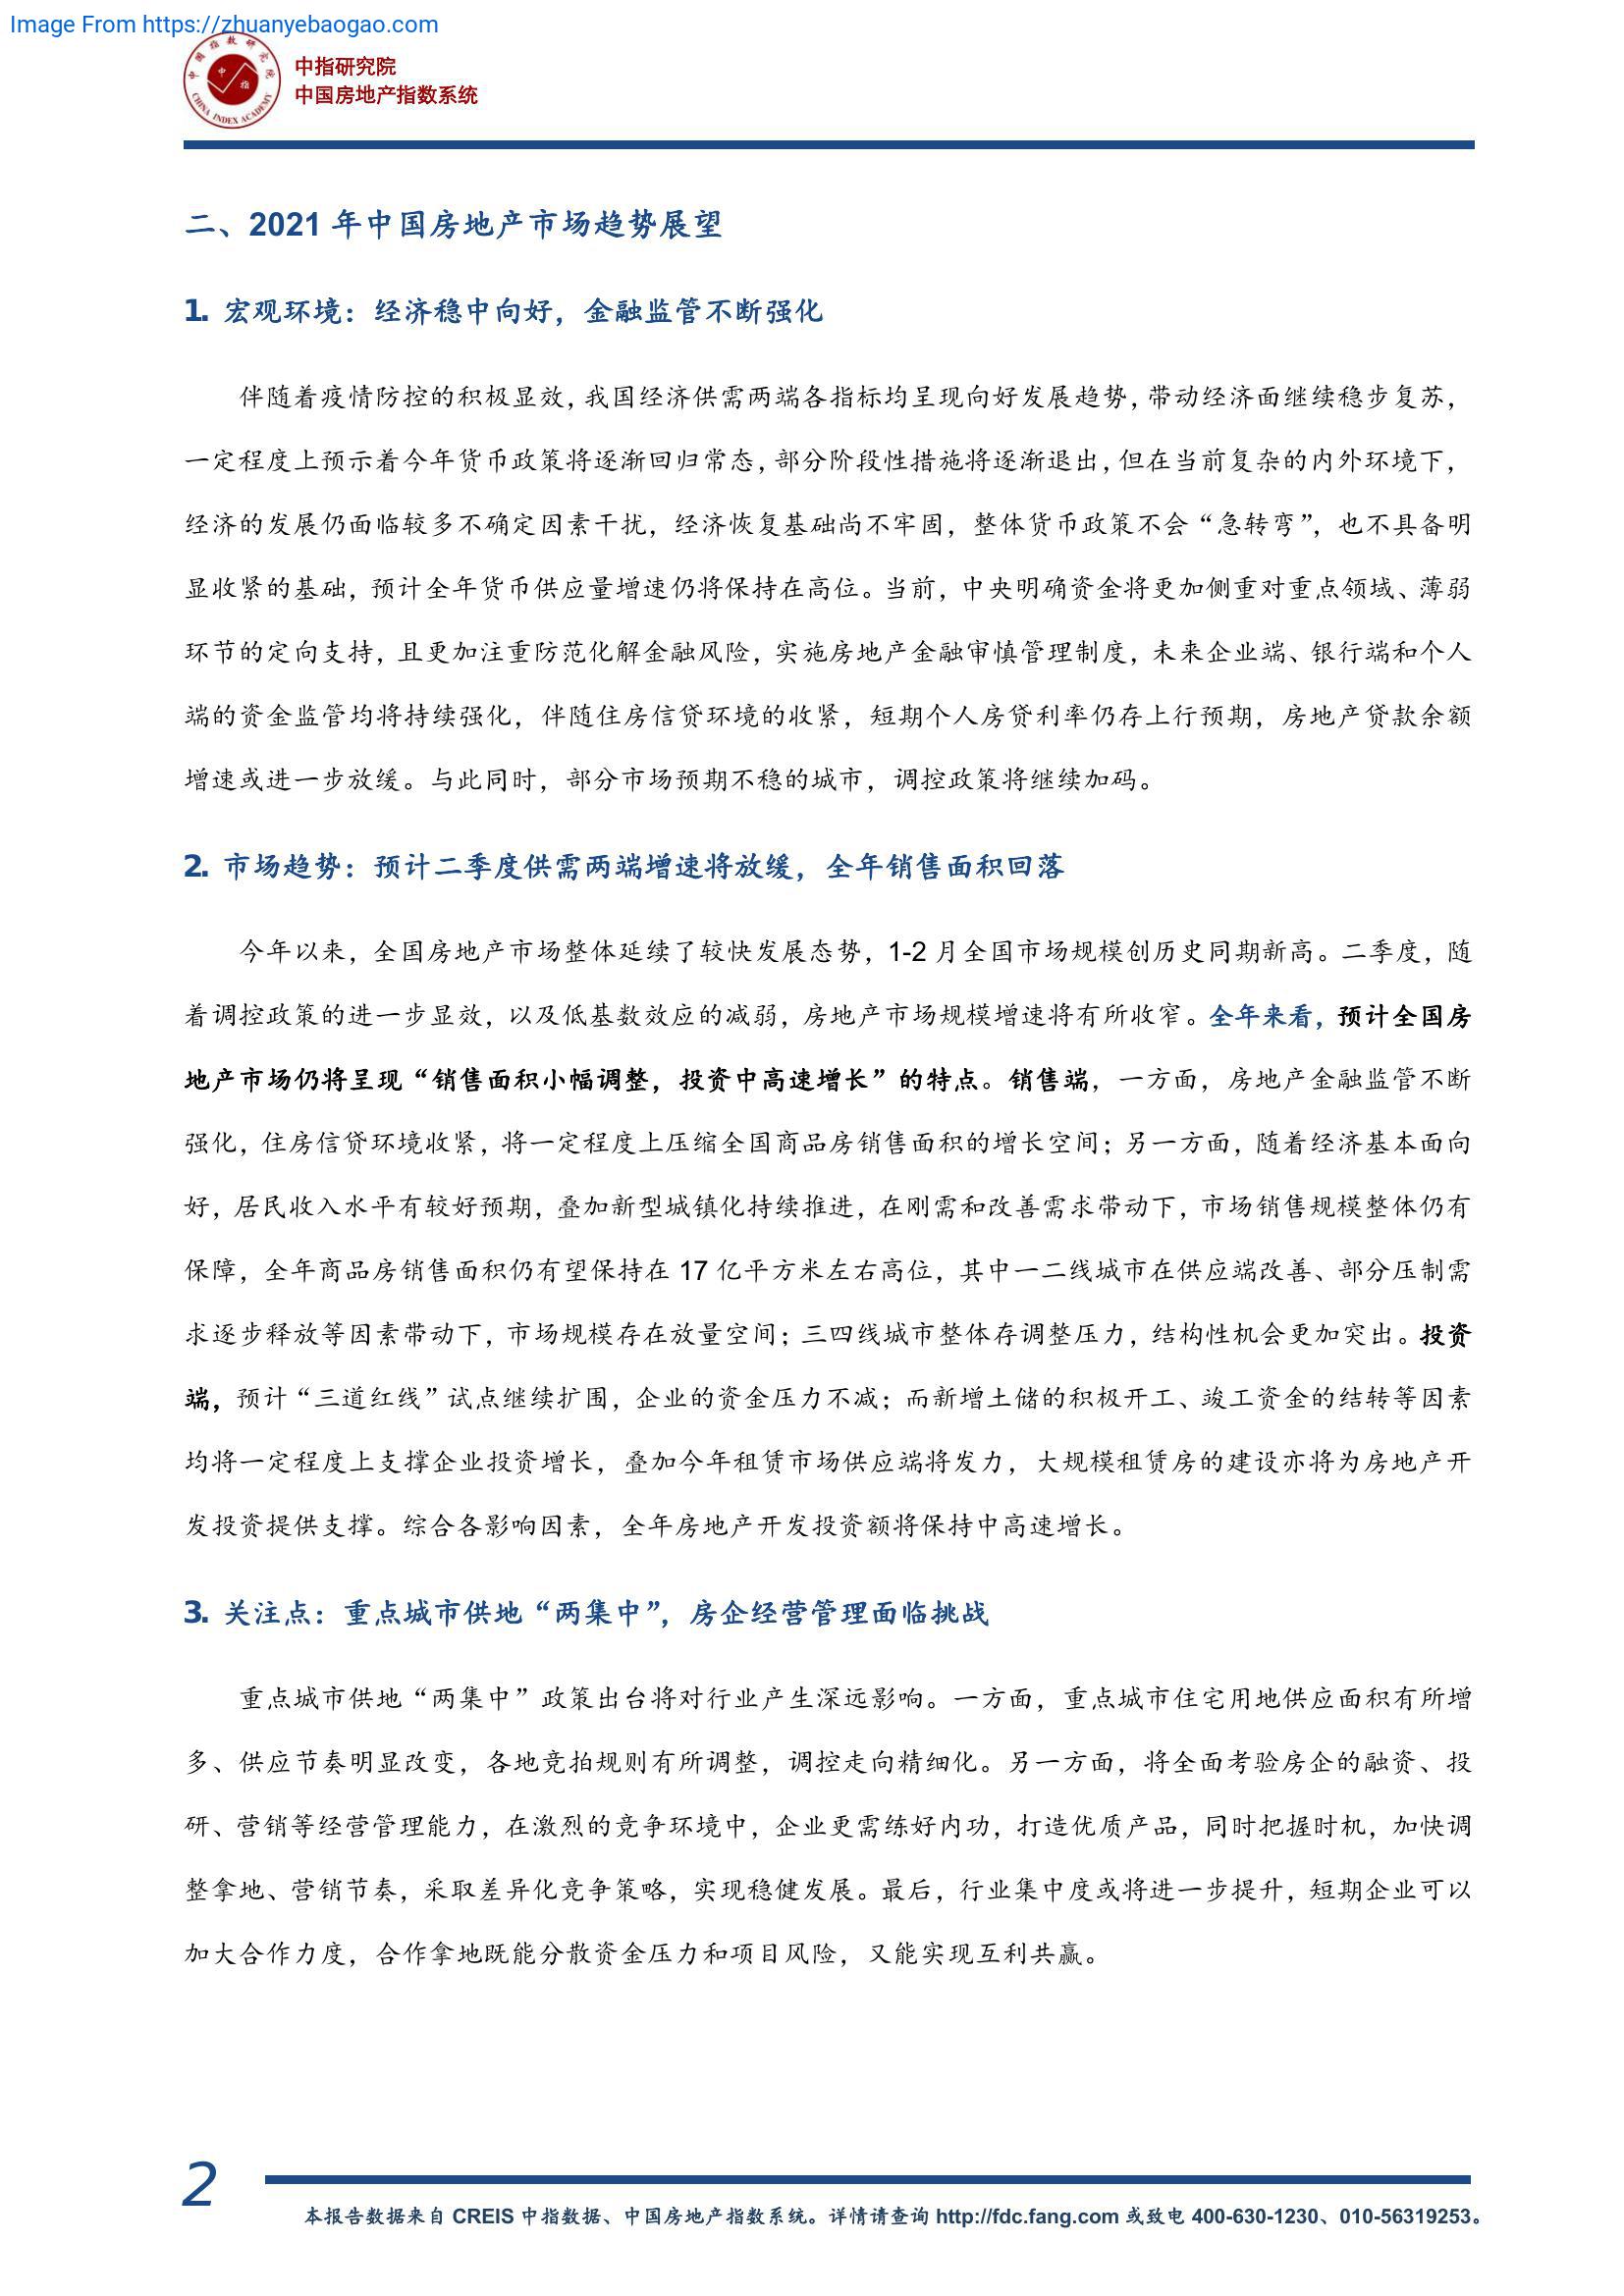 Image From https://zhuanyebaogao.com
中国指数研究院
中指
CHINA INDEX ACADEMY
中指研究院
中国房地产指数系统
二、2021 年中国房地产市场趋势展望
1. 宏观环境：经济稳中向好，金融监管不断强化
伴随着疫情防控的积极显效，我国经济供需两端各指标均呈现向好发展趋势，带动经济面继续稳步复苏，
一定程度上预示着今年货币政策将逐渐回归常态，部分阶段性措施将逐渐退出，但在当前复杂的内外环境下，
经济的发展仍面临较多不确定因素干扰，经济恢复基础尚不牢固，整体货币政策不会“急转弯”，也不具备明
显收紧的基础，预计全年货币供应量增速仍将保持在高位。当前，中央明确资金将更加侧重对重点领域、薄弱
环节的定向支持，且更加注重防范化解金融风险，实施房地产金融审慎管理制度，未来企业端、银行端和个人
端的资金监管均将持续强化，伴随住房信贷环境的收紧，短期个人房贷利率仍存上行预期，房地产贷款余额
增速或进一步放缓。与此同时，部分市场预期不稳的城市，调控政策将继续加码。
2. 市场趋势：预计二季度供需两端增速将放缓，全年销售面积回落
今年以来，全国房地产市场整体延续了较快发展态势，1-2 月全国市场规模创历史同期新高。二季度，随
着调控政策的进一步显效，以及低基数效应的减弱，房地产市场规模增速将有所收窄。全年来看，预计全国房
地产市场仍将呈现“销售面积小幅调整，投资中高速增长”的特点。销售端，一方面，房地产金融监管不断
强化，住房信贷环境收紧，将一定程度上压缩全国商品房销售面积的增长空间；另一方面，随着经济基本面向
好，居民收入水平有较好预期，叠加新型城镇化持续推进，在刚需和改善需求带动下，市场销售规模整体仍有
保障，全年商品房销售面积仍有望保持在 17 亿平方米左右高位，其中一二线城市在供应端改善、部分压制需
求逐步释放等因素带动下，市场规模存在放量空间；三四线城市整体存调整压力，结构性机会更加突出。投资
端，预计“三道红线”试点继续扩围，企业的资金压力不减；而新增土储的积极开工、竣工资金的结转等因素
均将一定程度上支撑企业投资增长，叠加今年租赁市场供应端将发力，大规模租赁房的建设亦将为房地产开
发投资提供支撑。综合各影响因素，全年房地产开发投资额将保持中高速增长。
3. 关注点：重点城市供地“两集中”，房企经营管理面临挑战
重点城市供地“两集中”政策出台将对行业产生深远影响。一方面，重点城市住宅用地供应面积有所增
多、供应节奏明显改变，各地竞拍规则有所调整，调控走向精细化。另一方面，将全面考验房企的融资、投
研、营销等经营管理能力，在激烈的竞争环境中，企业更需练好内功，打造优质产品，同时把握时机，加快调
整拿地、营销节奏，采取差异化竞争策略，实现稳健发展。最后，行业集中度或将进一步提升，短期企业可以
加大合作力度，合作拿地既能分散资金压力和项目风险，又能实现互利共赢。
2
本报告数据来自 CREIS 中指数据、中国房地产指数系统。详情请查询 http://fdc.fang.com 或致电 400-630-1230、010-56319253。